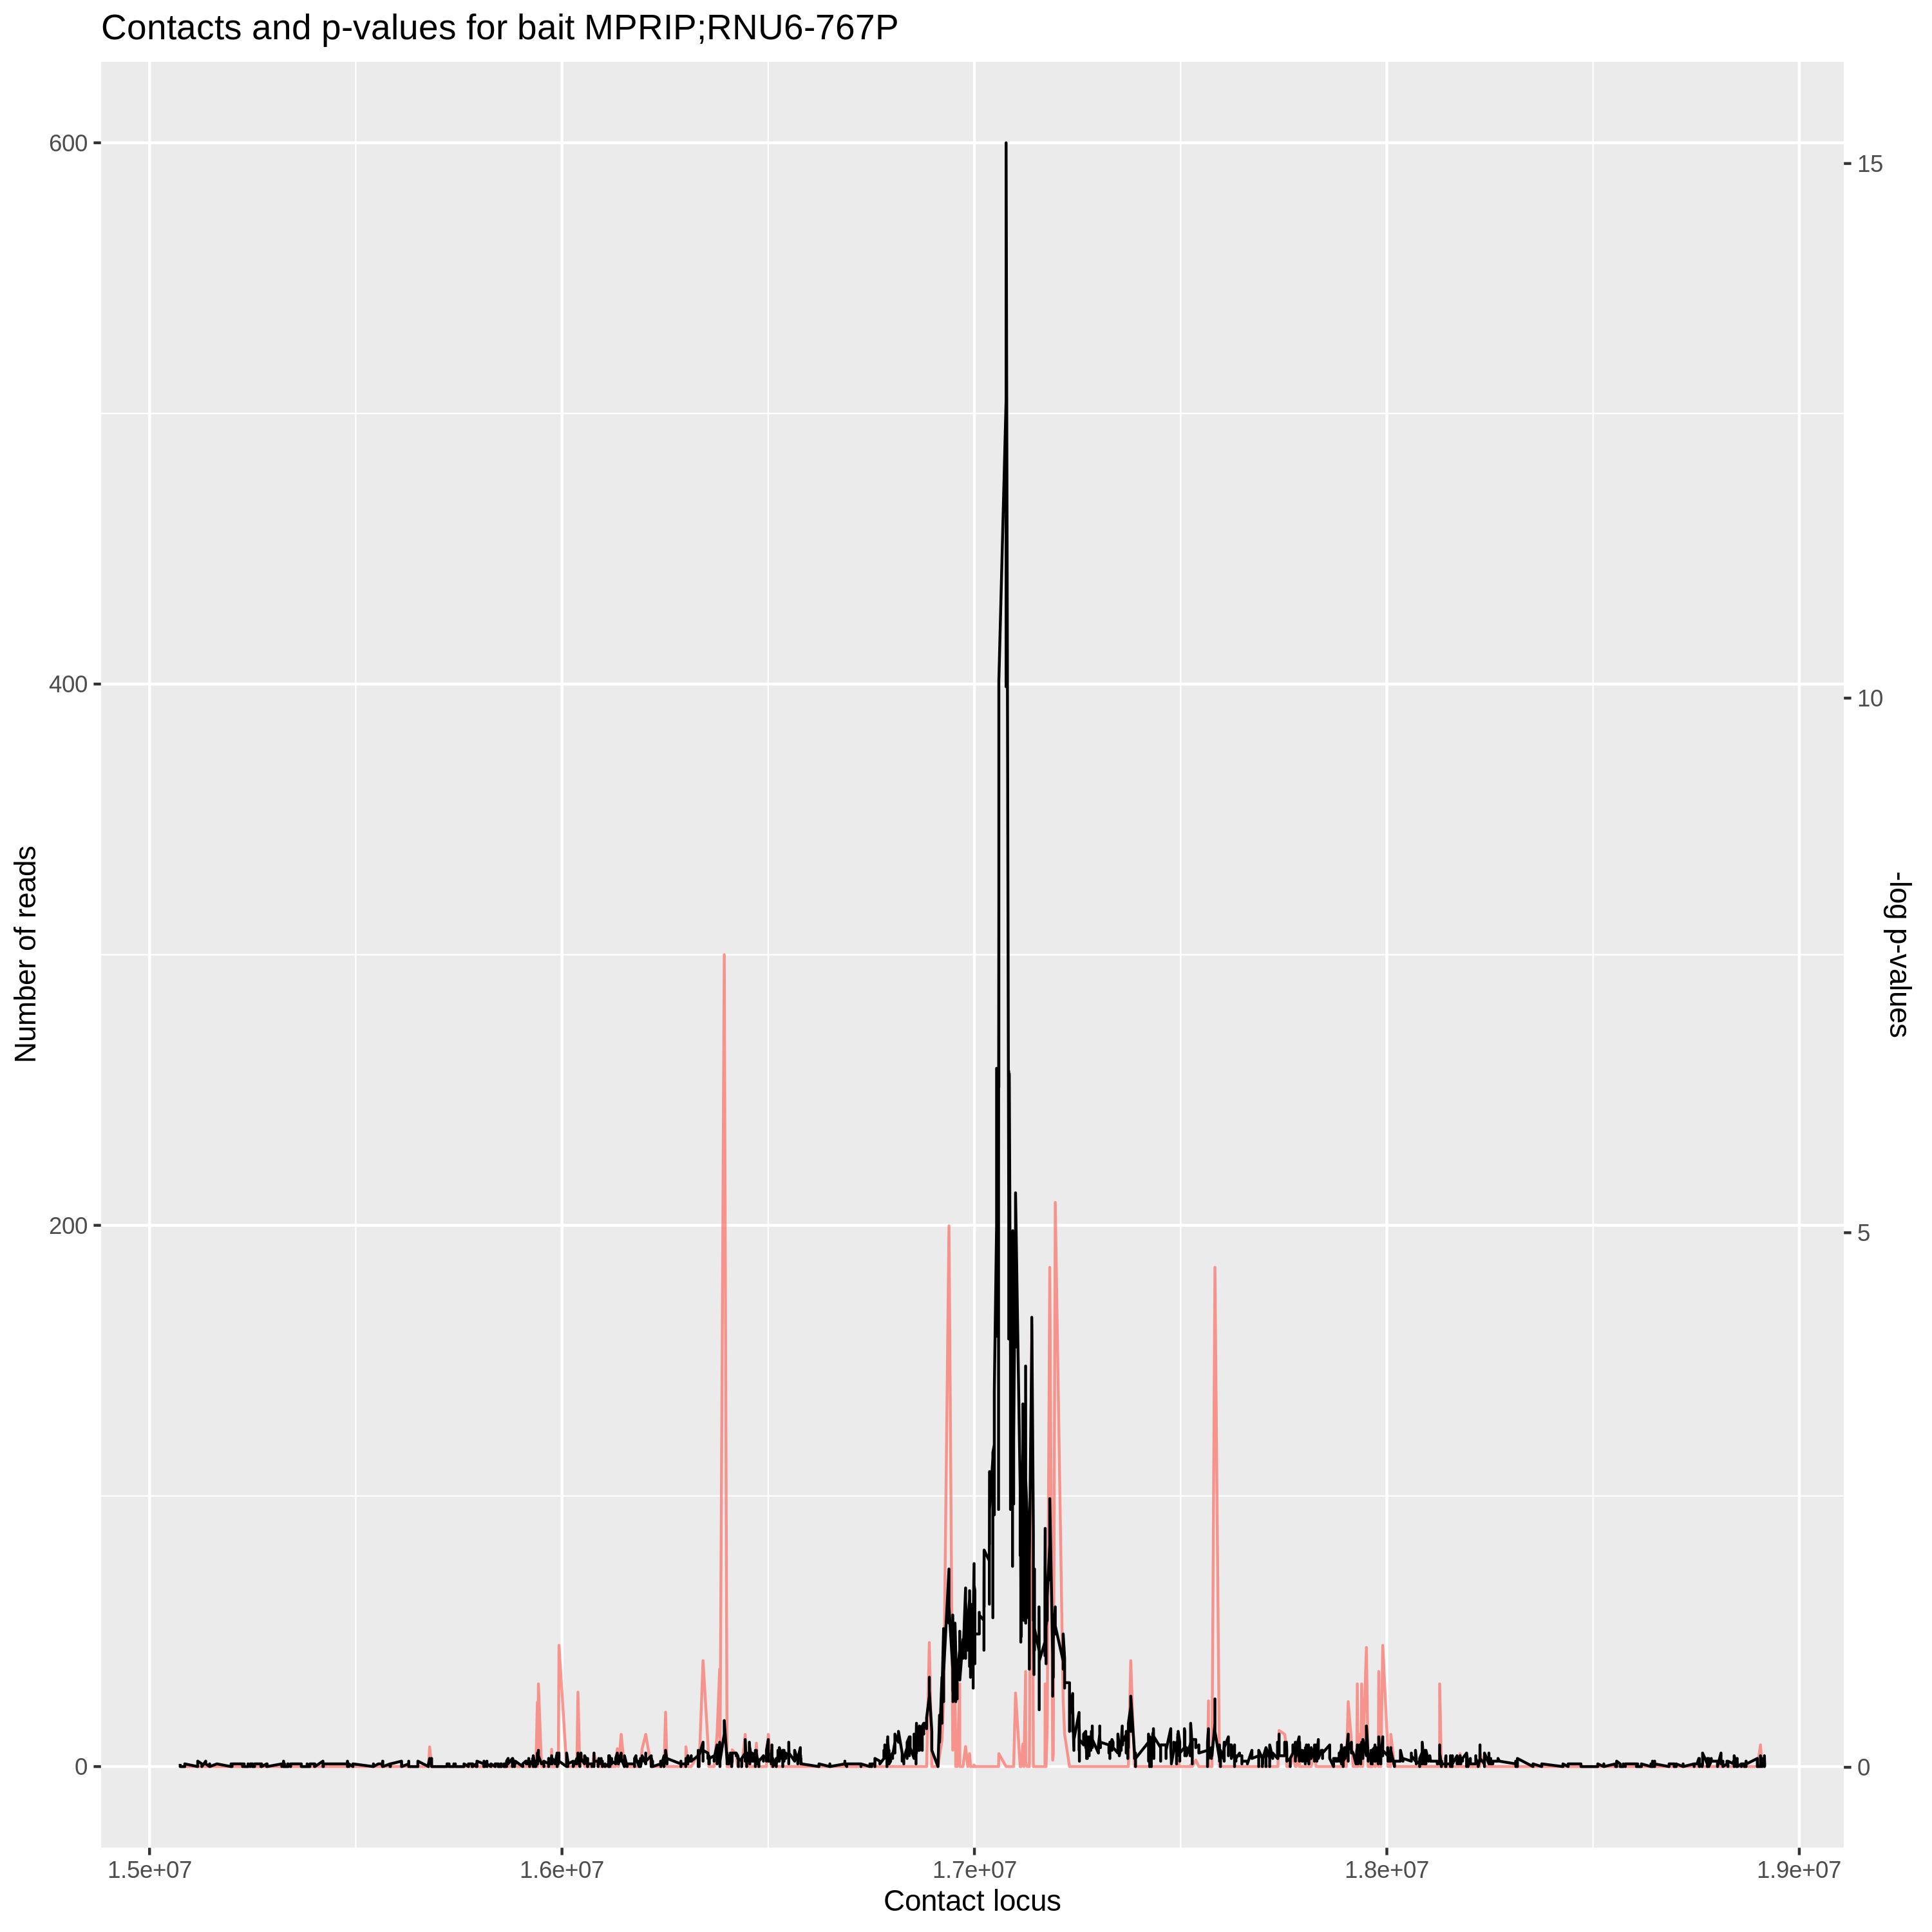 Contacts and p-values for bait MPRIP;RNU6-767P
600
400
200
0
15
10
5
0
Number of reads
-log p-values
1.5e+07 1.6e+07 1.7e+07 1.8e+07 1.9e+07
Contact locus